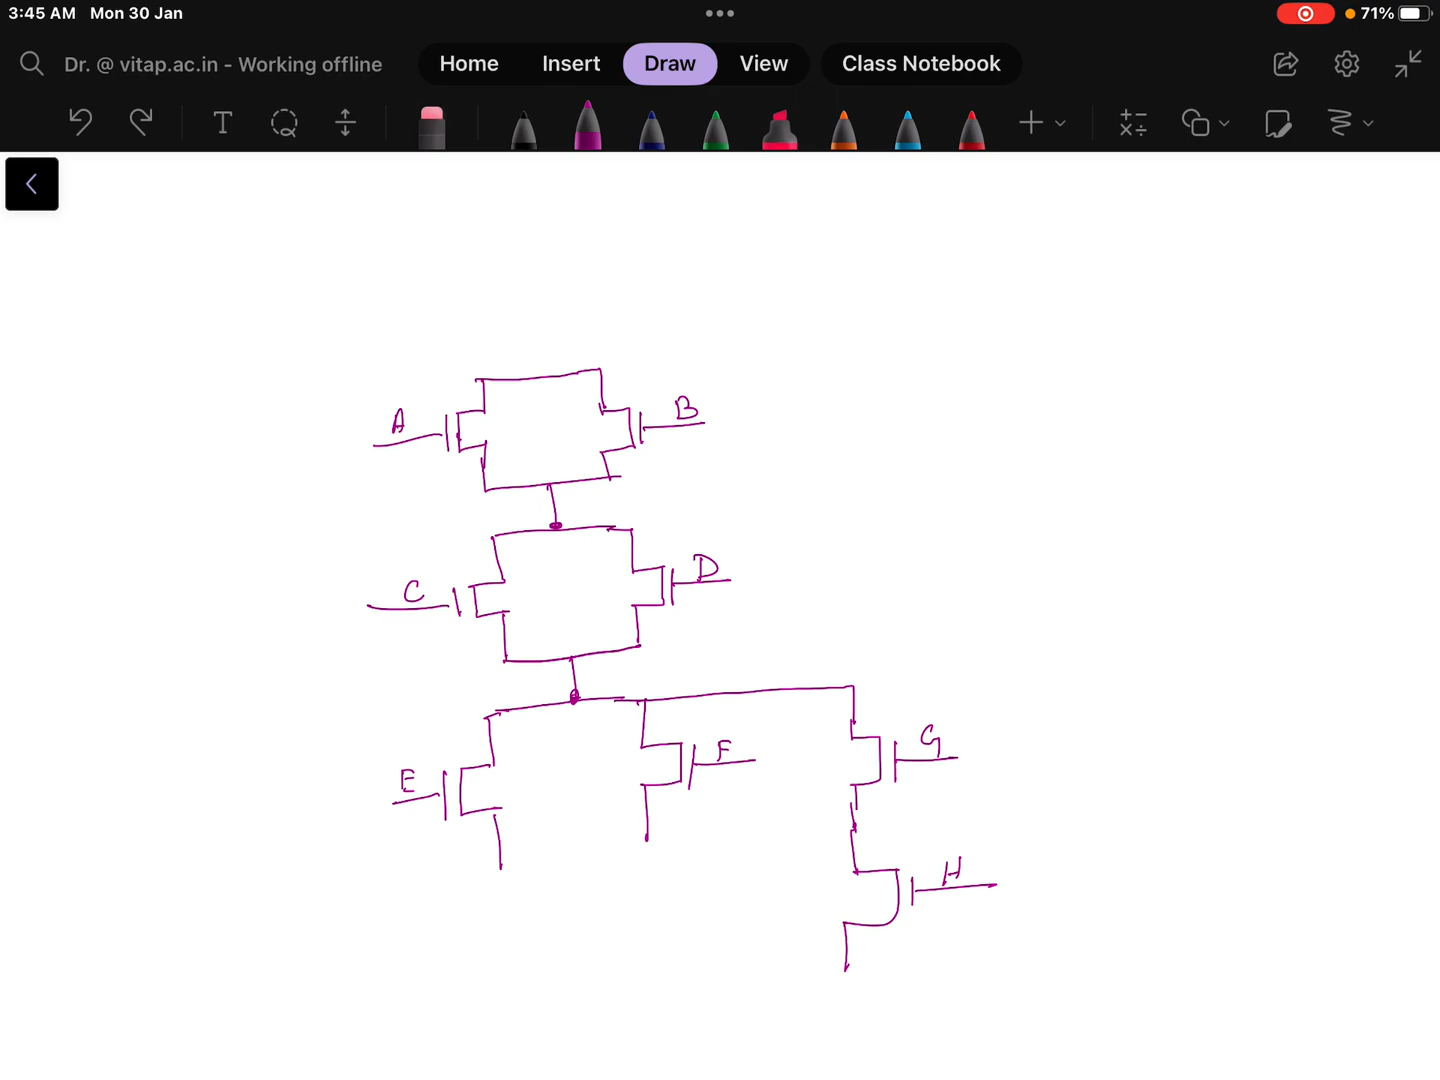 3:45 AM Mon 30 Jan
71%
Dr. @ vitap.ac.in - Working offline
Home Insert Draw View Class Notebook
T
A
B
C
D
E
F
G
H